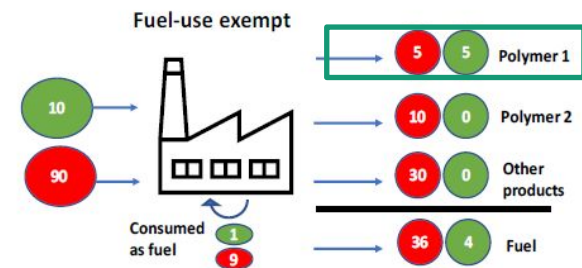 Fuel-use exempt
10
90
5 5 Polymer 1
10 0 Polymer 2
30 0 Other
products
Consumed
as fuel
1
9
36 4 Fuel